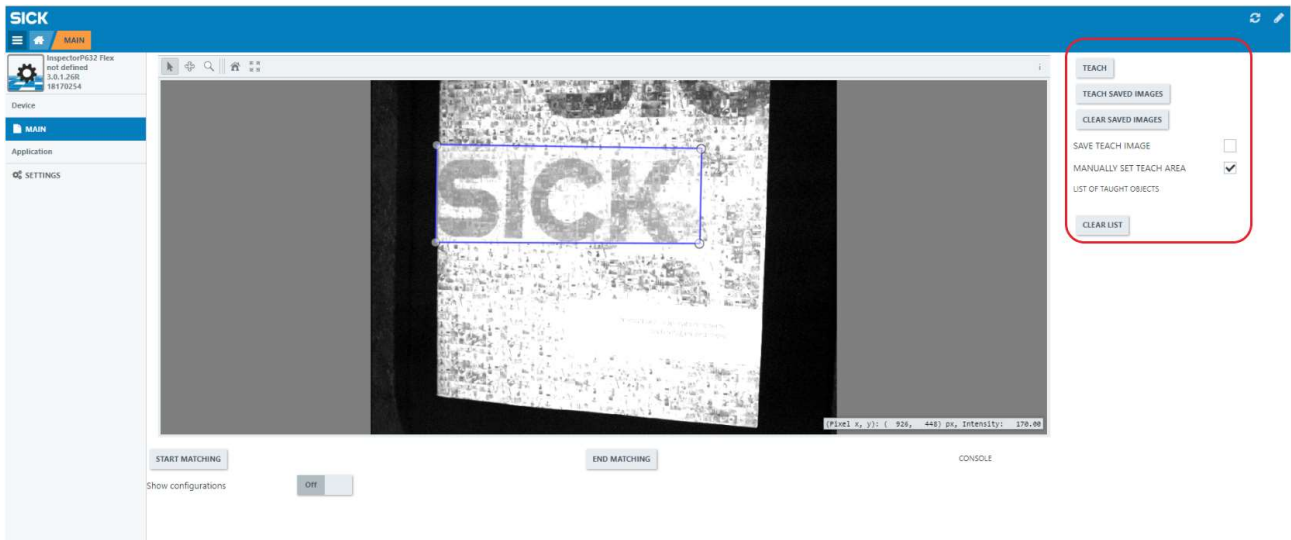 SICK
MAIN
InspectorP632 Flex
not defined
3.0.1.26R
18170254
Device
MAIN
Application
SETTINGS
i
SICK
(Pixel x, y): ( 926, 448) px, Intensity: 170.00
TEACH
TEACH SAVED IMAGES
CLEAR SAVED IMAGES
SAVE TEACH IMAGE
MANUALLY SET TEACH AREA
LIST OF TAUGHT OBJECTS
CLEAR LIST
START MATCHING
END MATCHING
CONSOLE
Show configurations
Off